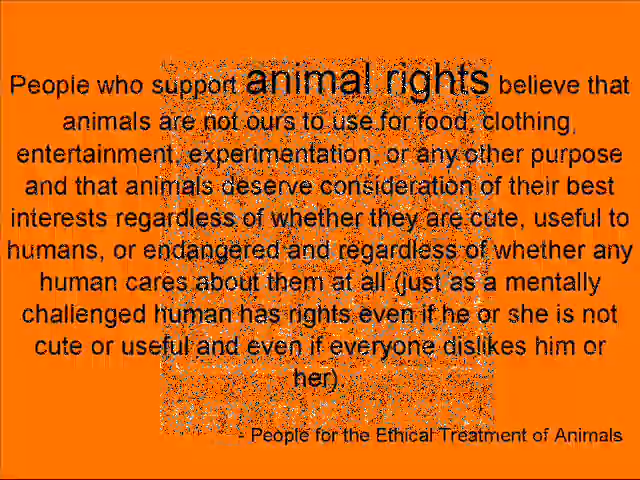 People who support animal rights believe that
animals are not ours to use for food, clothing,
entertainment, experimentation, or any other purpose
and that animals deserve consideration of their best
interests regardless of whether they are cute, useful to
humans, or endangered and regardless of whether any
human cares about them at all (just as a mentally
challenged human has rights even if he or she is not
cute or useful and even if everyone dislikes him or
her).
- People for the Ethical Treatment of Animals